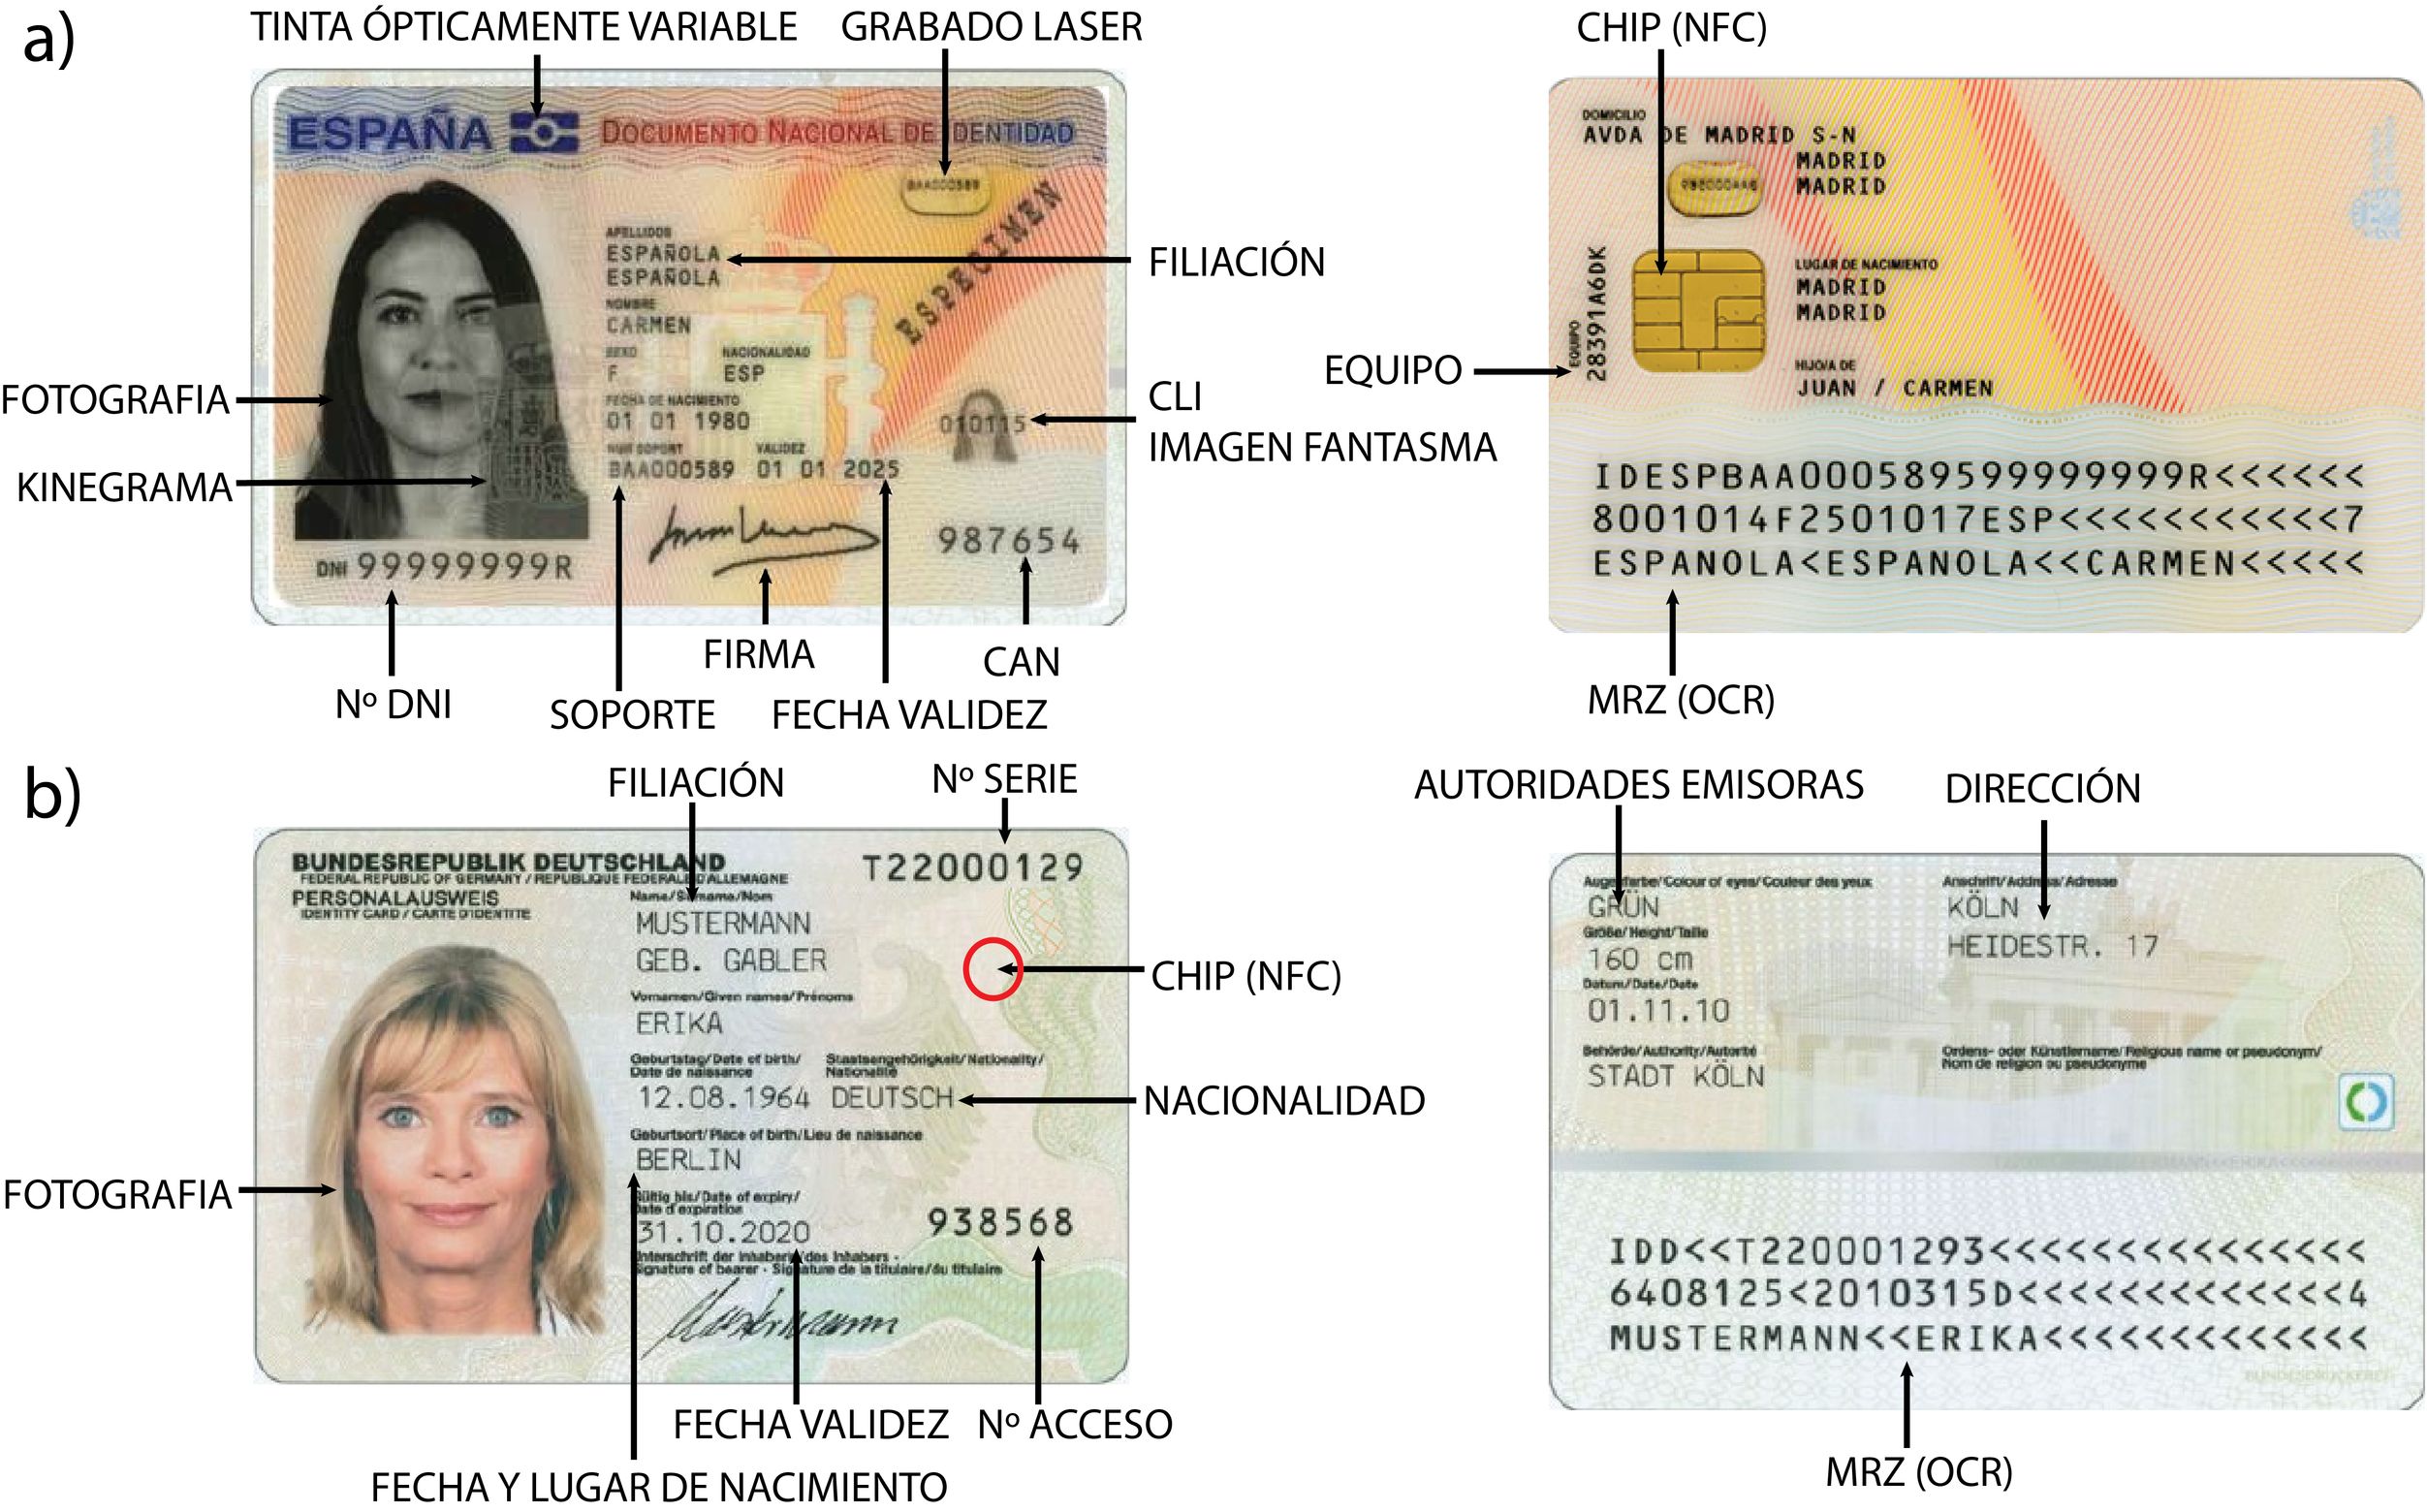 a)
TINTA ÓPTICAMENTE VARIABLE
GRABADO LASER
ESPAÑA
DOCUMENTO NACIONAL DE IDENTIDAD
BAA000589
ESPECIMEN
APELLIDOS
ESPAÑOLA
ESPAÑOLA
NOMBRE
CARMEN
SEXO NACIONALIDAD
F ESP
FECHA DE NACIMIENTO
01 01 1980
NUM SOPORT VALIDEZ
BAA000589 01 01 2025
010115
987654
DNI 99999999R
FILIACIÓN
CLI
IMAGEN FANTASMA
FOTOGRAFIA
KINEGRAMA
Nº DNI
SOPORTE
FIRMA
FECHA VALIDEZ
CAN
CHIP (NFC)
DOMICILIO
AVDA DE MADRID S-N
MADRID
MADRID
EQUIPO
28391A6DK
LUGAR DE NACIMIENTO
MADRID
MADRID
HIJO/A DE
JUAN / CARMEN
IDESPBAA000589599999999R<<<<<<
8001014F2501017ESP<<<<<<<<<<<7
ESPANOLA<ESPANOLA<<CARMEN<<<<<
EQUIPO
MRZ (OCR)
b)
FILIACIÓN
Nº SERIE
BUNDESREPUBLIK DEUTSCHLAND
FEDERAL REPUBLIC OF GERMANY / REPUBLIQUE FEDERALE D'ALLEMAGNE
PERSONALAUSWEIS
IDENTITY CARD / CARTE D'IDENTITE
T22000129
Name/Surname/Nom
MUSTERMANN
GEB. GABLER
Vornamen/Given names/Prénoms
ERIKA
Geburtstag/Date of birth/
Date de naissance
Staatsangehörigkeit/Nationality/
Nationalité
12.08.1964 DEUTSCH
Geburtsort/Place of birth/Lieu de naissance
BERLIN
Gültig bis/Date of expiry/
Date d'expiration
31.10.2020
938568
Unterschrift der Inhaberin/des Inhabers -
Signature of bearer - Signature de la titulaire/du titulaire
Mustermann
CHIP (NFC)
NACIONALIDAD
FOTOGRAFIA
FECHA VALIDEZ
Nº ACCESO
FECHA Y LUGAR DE NACIMIENTO
AUTORIDADES EMISORAS
DIRECCIÓN
Augenfarbe/Colour of eyes/Couleur des yeux
GRÜN
Größe/Height/Taille
160 cm
Datum/Date/Date
01.11.10
Behörde/Authority/Autorité
STADT KÖLN
Anschrift/Address/Adresse
KÖLN
HEIDESTR. 17
Ordens- oder Künstlername/Religious name or pseudonym/
Nom de religion ou pseudonyme
IDD<<T220001293<<<<<<<<<<<<<<<
6408125<2010315D<<<<<<<<<<<<<4
MUSTERMANN<<ERIKA<<<<<<<<<<<<<
BUNDESDRUCKEREI
MRZ (OCR)